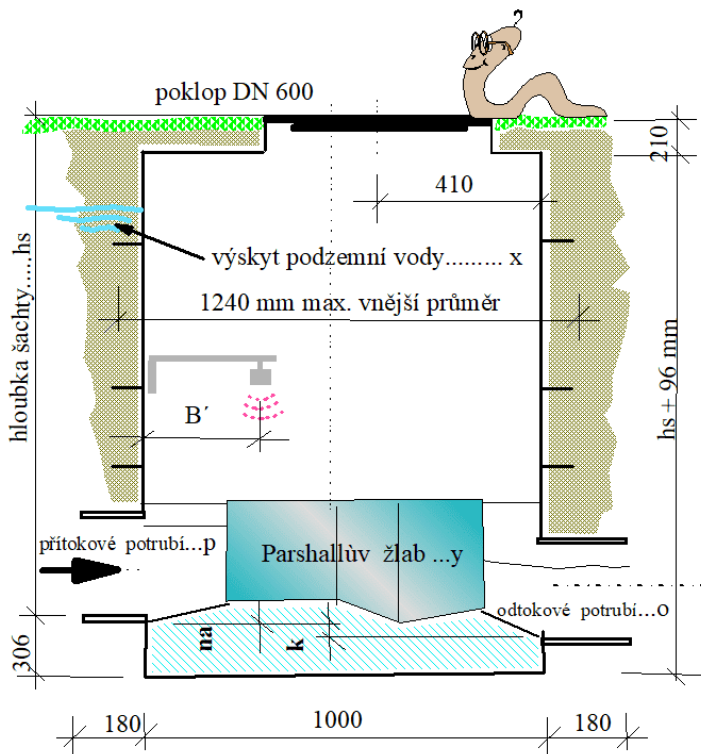 poklop DN 600
210
410
výskyt podzemní vody......... x
1240 mm max. vnější průměr
hloubka šachty.....hs
hs + 96 mm
B´
přítokové potrubí...p
Parshallùv žlab ...y
odtokové potrubí...o
na
k
306
180
1000
180